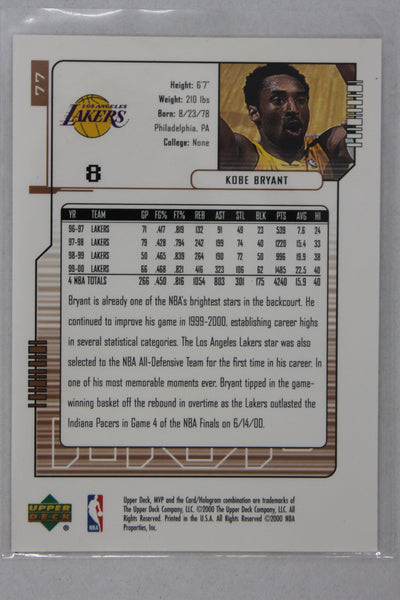 77
LOS ANGELES
LAKERS
Height: 6'7"
Weight: 210 lbs
Born: 8/23/78
Philadelphia, PA
College: None
8
KOBE BRYANT
YR TEAM GP FG% FT% REB AST STL BLK PTS AVG HI
96-97 LAKERS 71 .417 .819 132 91 49 23 539 7.6 24
97-98 LAKERS 79 .428 .794 242 199 74 40 1220 15.4 33
98-99 LAKERS 50 .465 .839 264 190 72 50 996 19.9 38
99-00 LAKERS 66 .468 .821 416 323 106 62 1485 22.5 40
4 NBA TOTALS 266 .450 .816 1054 803 301 175 4240 15.9 40
Bryant is already one of the NBA's brightest stars in the backcourt. He
continued to improve his game in 1999-2000, establishing career highs
in several statistical categories. The Los Angeles Lakers star was also
selected to the NBA All-Defensive Team for the first time in his career. In
one of his most memorable moments ever, Bryant tipped in the game-
winning basket off the rebound in overtime as the Lakers outlasted the
Indiana Pacers in Game 4 of the NBA Finals on 6/14/00.
UPPER
DECK
NBA
Upper Deck, MVP and the Card/Hologram combination are trademarks of
The Upper Deck Company, LLC. ©2000 The Upper Deck Company, LLC. All
Rights Reserved. Printed in the U.S.A. All Rights Reserved ©2000 NBA
Properties, Inc.